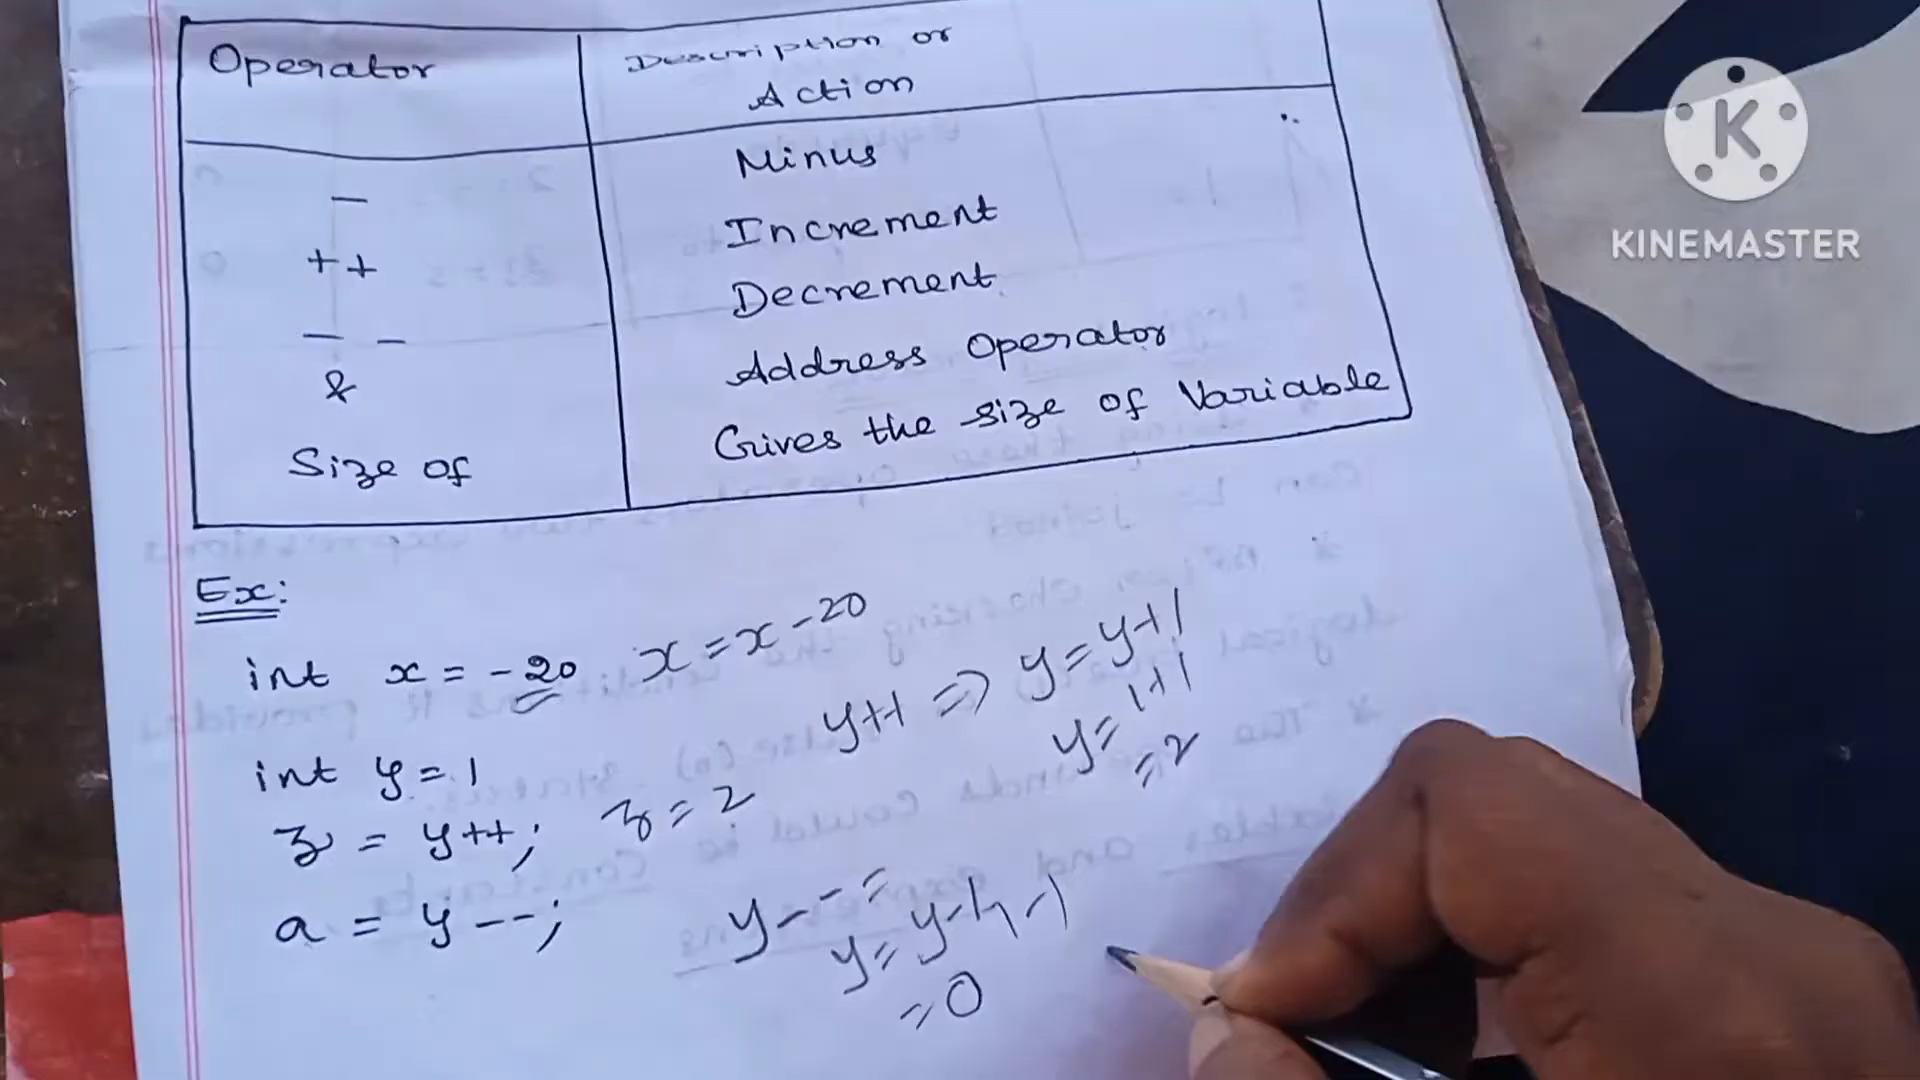 Operator Description or
Action
- Minus
++ Increment
-- Decrement
& Address Operator
Size of Gives the size of Variable
Ex:
int x = -20 x = x - 20
int y = 1 y++ => y = y+1
y = 1+1
= 2
z = y++; z = 2
a = y--; y-- =
y = y-1
= 0
K
KINEMASTER